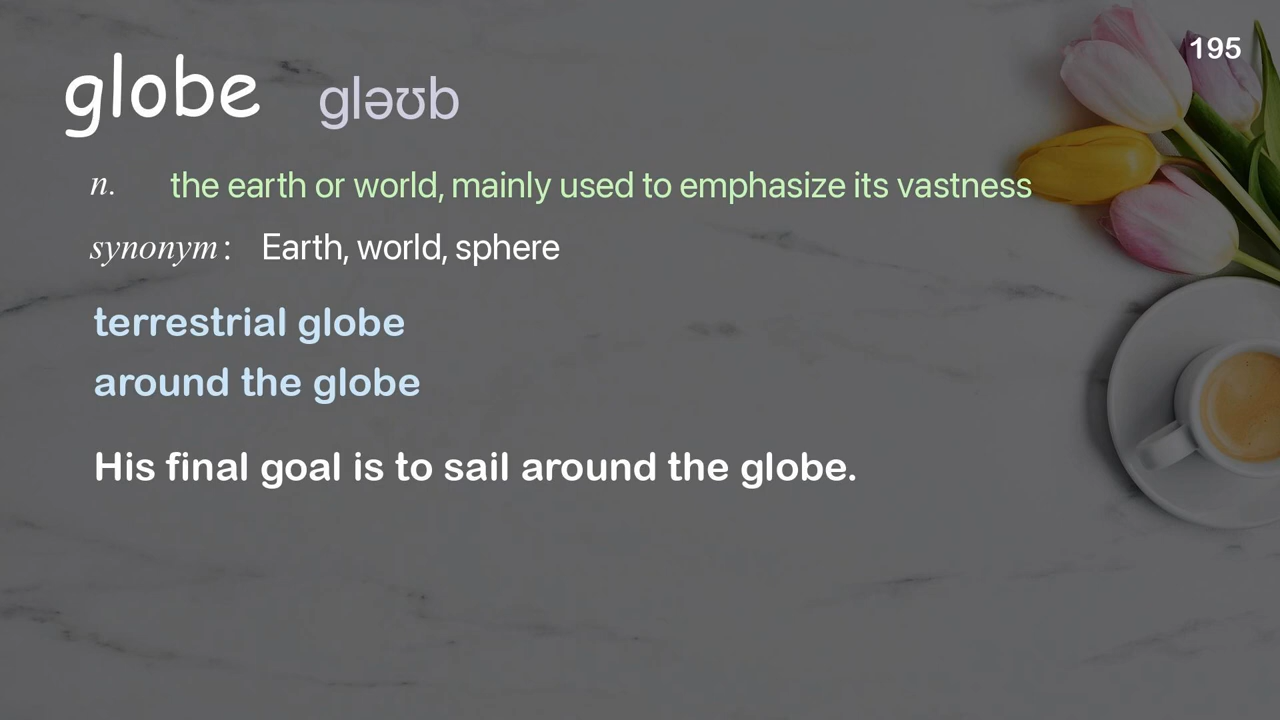 195
globe gləʊb
n. the earth or world, mainly used to emphasize its vastness
synonym: Earth, world, sphere
terrestrial globe
around the globe
His final goal is to sail around the globe.